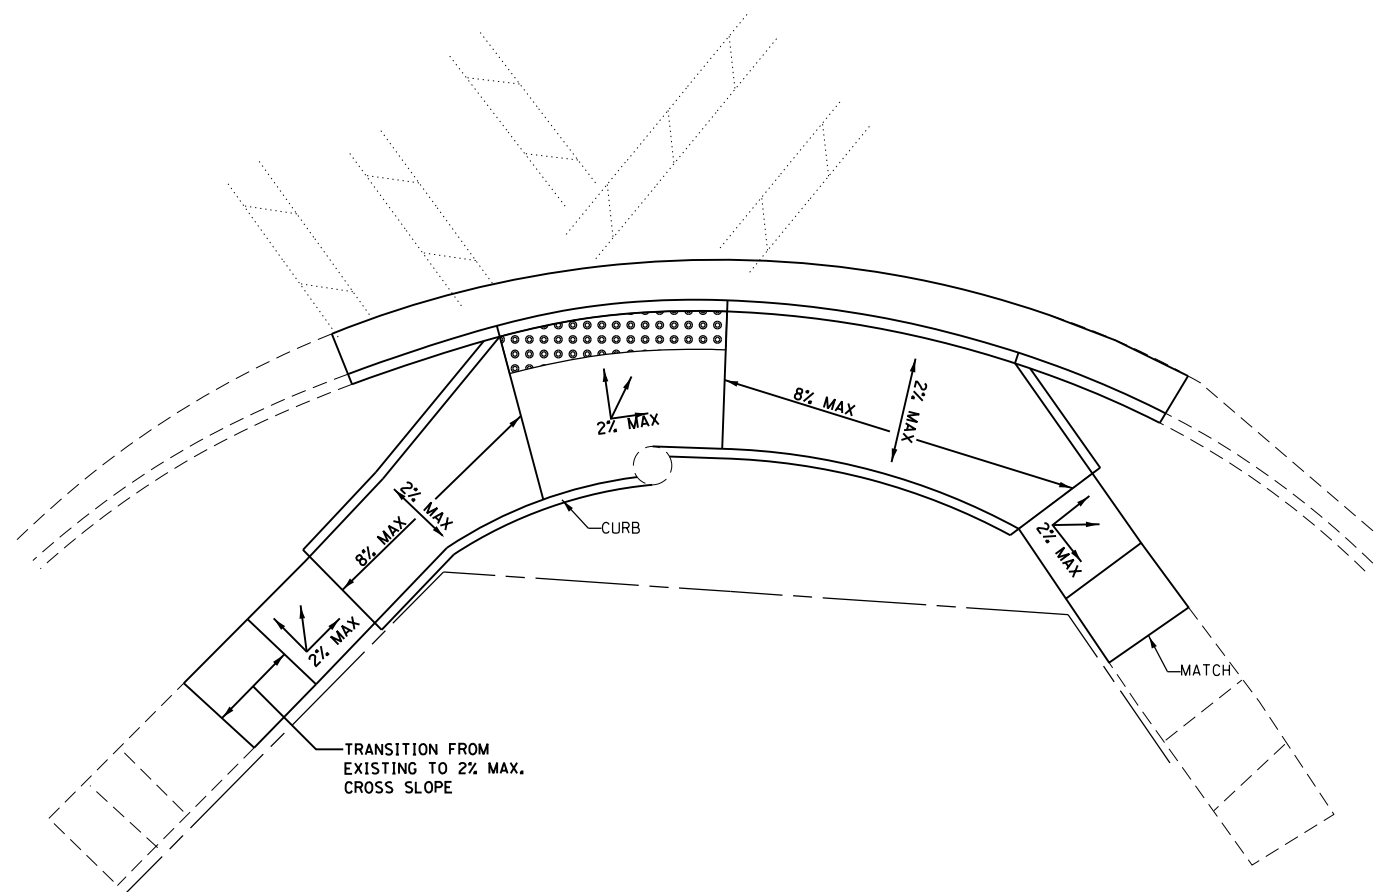 8% MAX
2% MAX
2% MAX
2% MAX
8% MAX
CURB
2% MAX
2% MAX
MATCH
TRANSITION FROM
EXISTING TO 2% MAX.
CROSS SLOPE